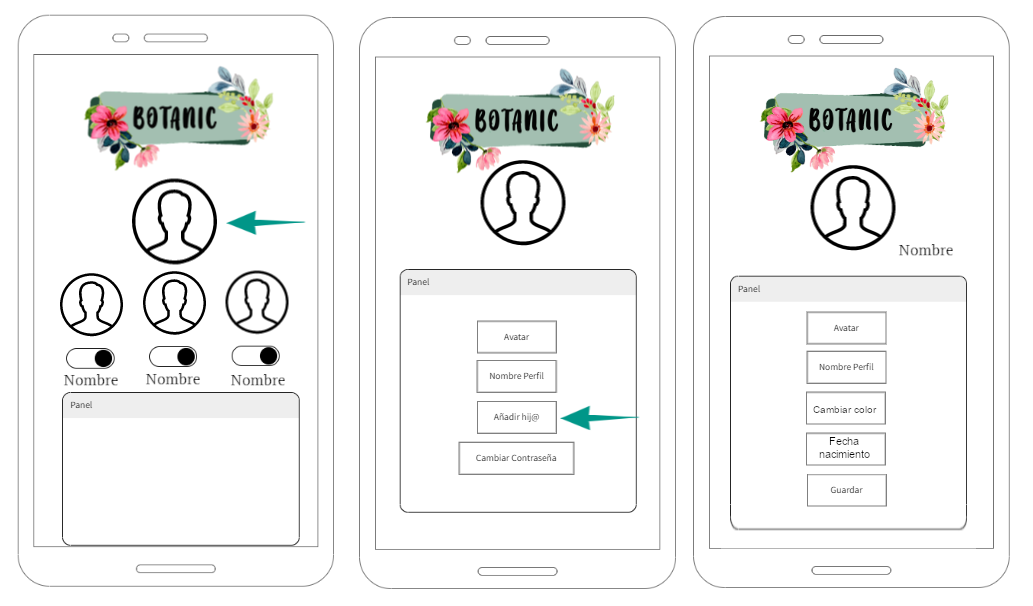 BOTANIC
Nombre Nombre Nombre
Panel
BOTANIC
Panel
Avatar
Nombre Perfil
Añadir hij@
Cambiar Contraseña
BOTANIC
Nombre
Panel
Avatar
Nombre Perfil
Cambiar color
Fecha
nacimiento
Guardar